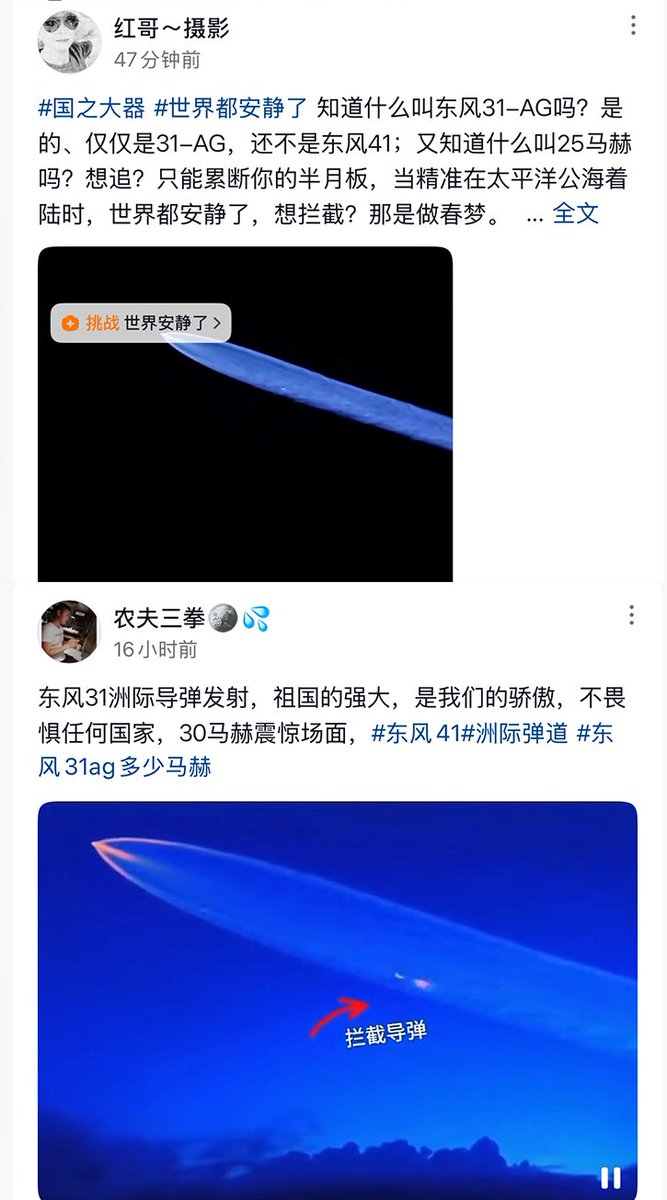 红哥～摄影
47分钟前
#国之大器 #世界都安静了 知道什么叫东风31-AG吗？是
的、仅仅是31-AG，还不是东风41；又知道什么叫25马赫
吗？想追？只能累断你的半月板，当精准在太平洋公海着
陆时，世界都安静了，想拦截？那是做春梦。 ... 全文
挑战 世界安静了
农夫三拳🌕💦
16小时前
东风31洲际导弹发射，祖国的强大，是我们的骄傲，不畏
惧任何国家，30马赫震惊场面，#东风41#洲际弹道 #东
风31ag多少马赫
拦截导弹